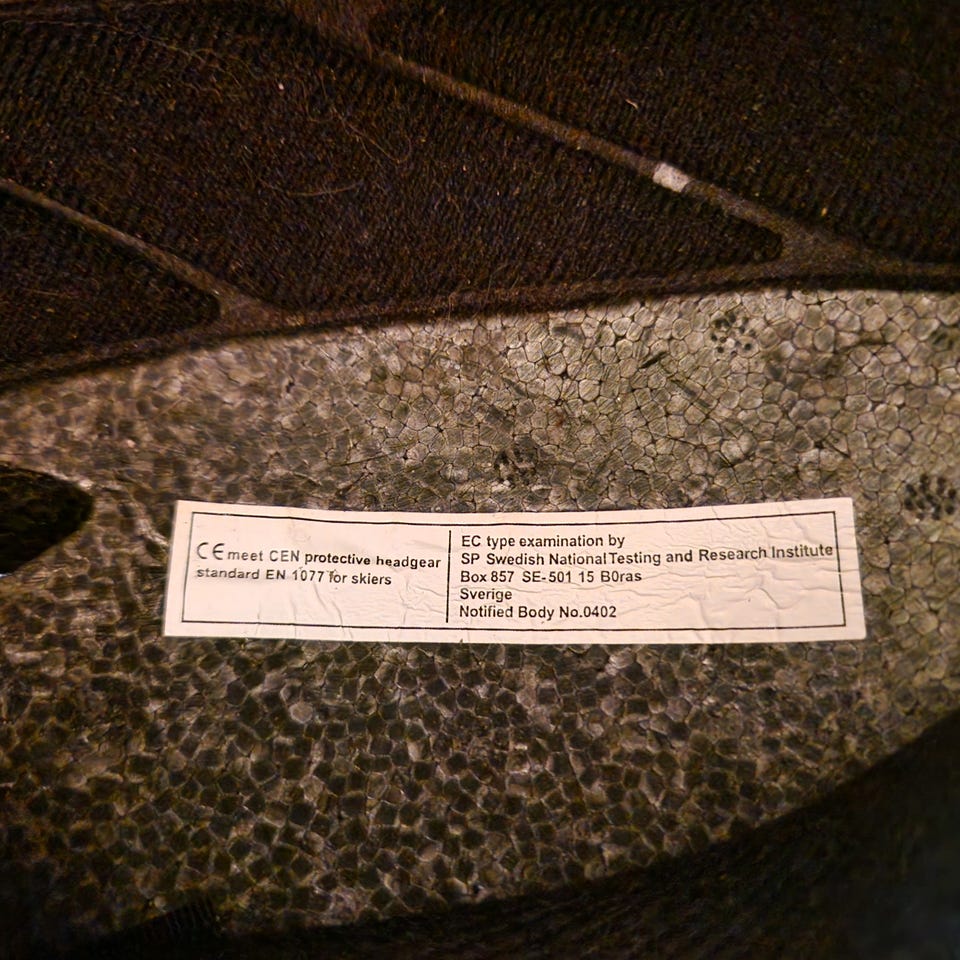 CE meet CEN protective headgear
standard EN 1077 for skiers
EC type examination by
SP Swedish National Testing and Research Institute
Box 857 SE-501 15 B0ras
Sverige
Notified Body No.0402